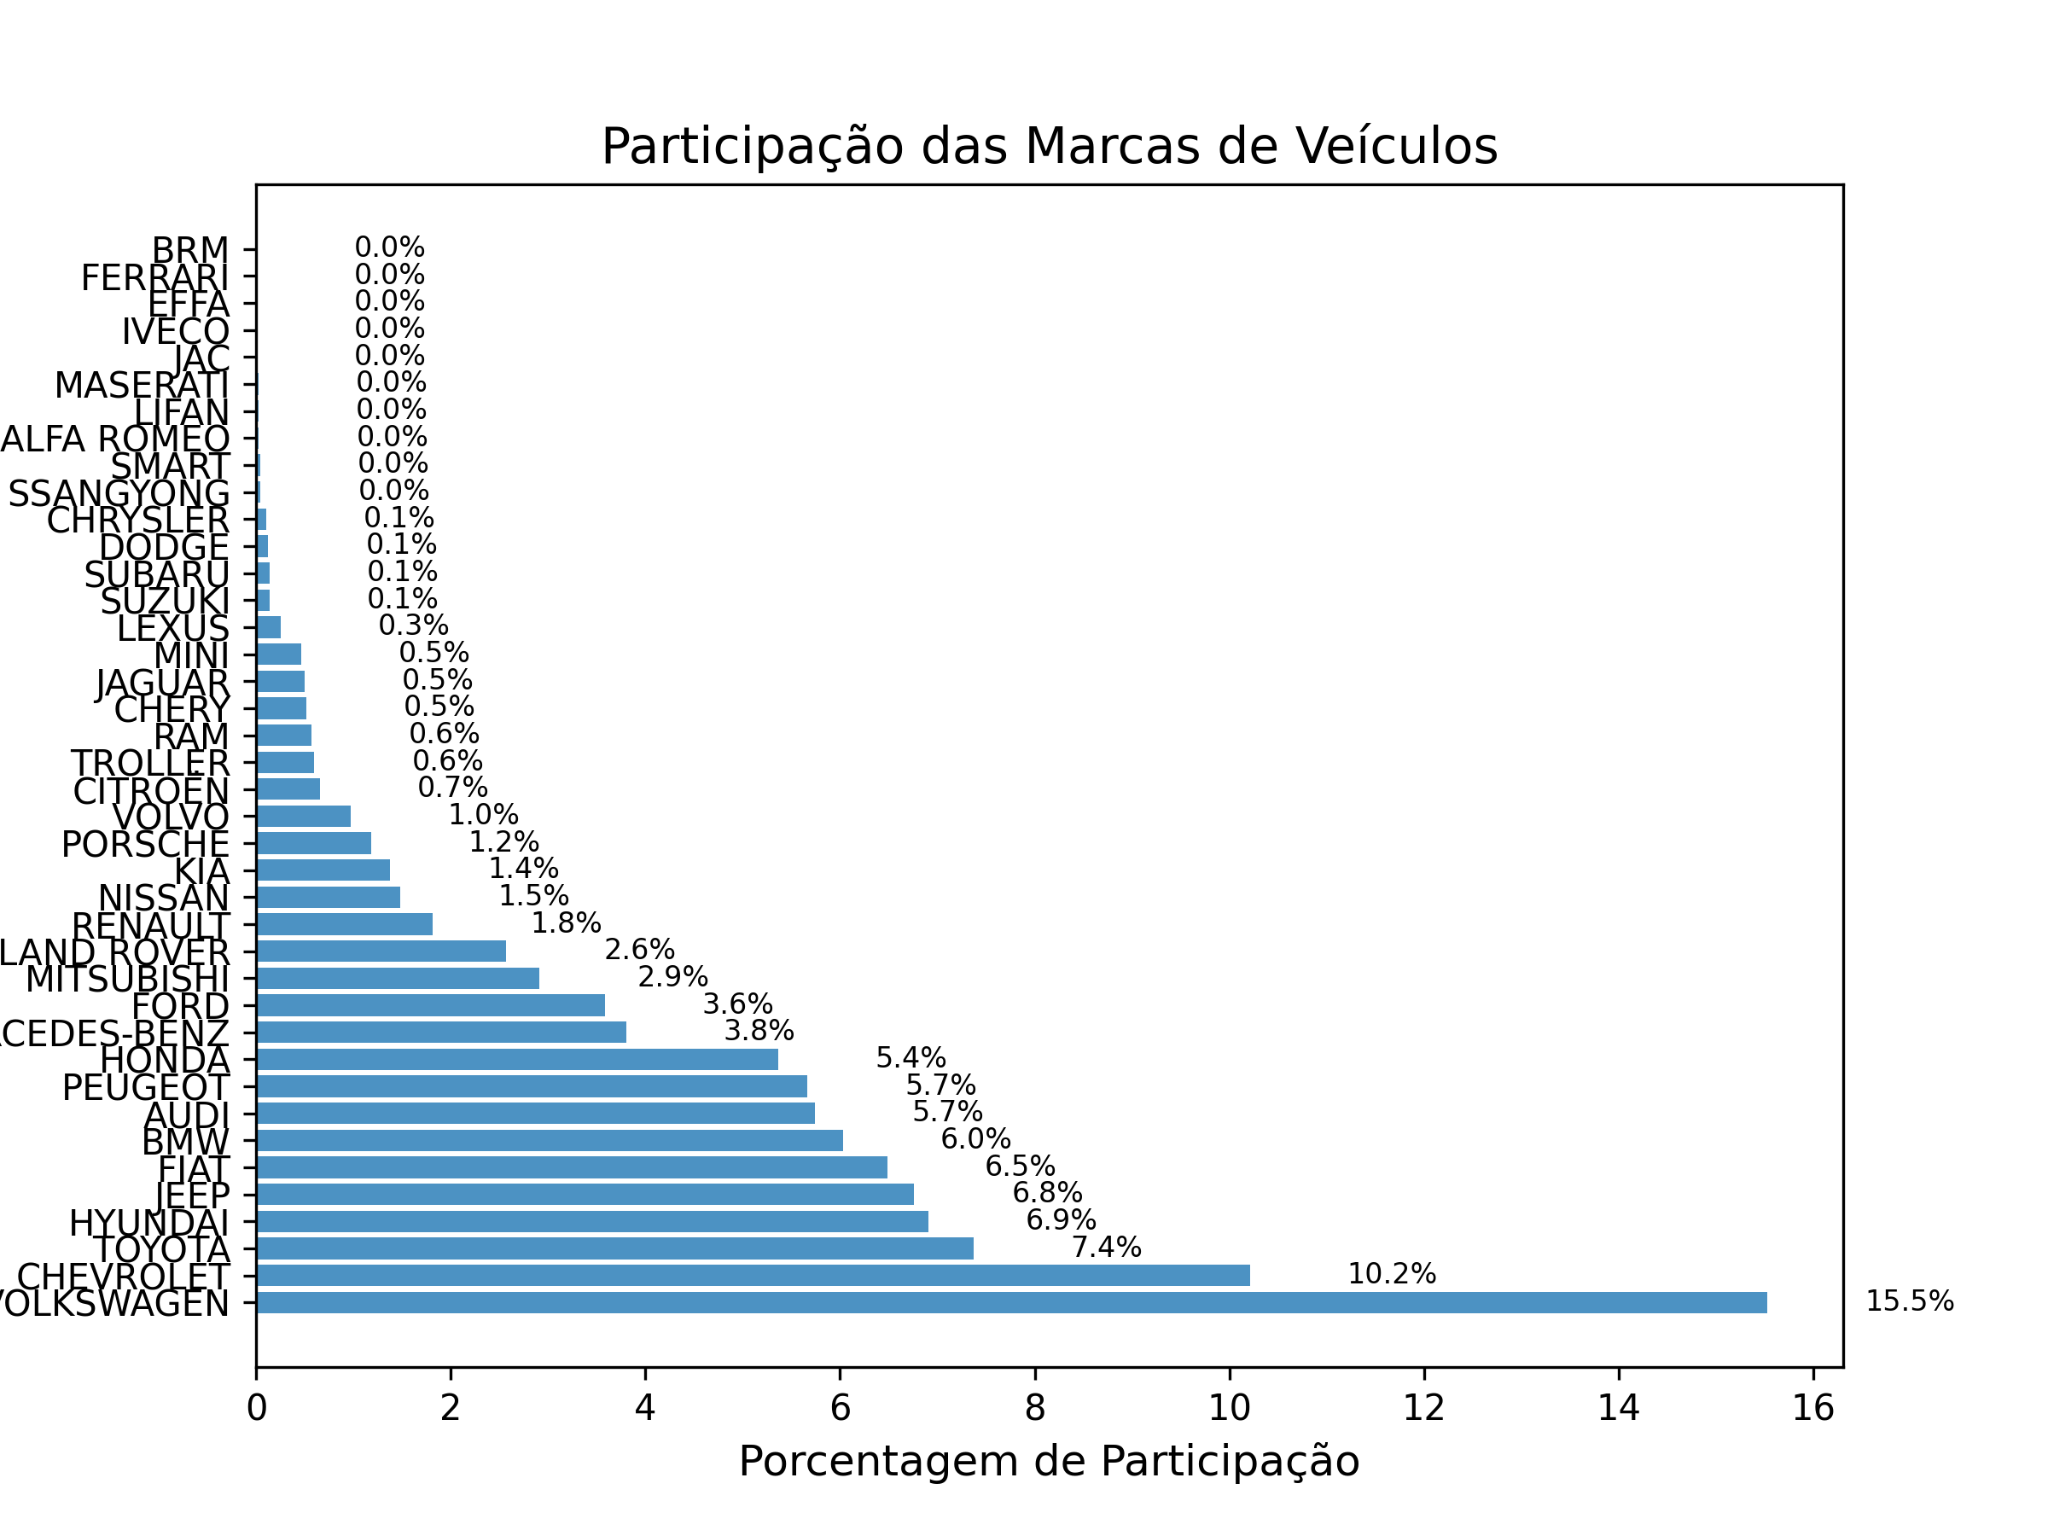 Participação das Marcas de Veículos
BRM 0.0%
FERRARI 0.0%
EFFA 0.0%
IVECO 0.0%
JAC 0.0%
MASERATI 0.0%
LIFAN 0.0%
ALFA ROMEO 0.0%
SMART 0.0%
SSANGYONG 0.0%
CHRYSLER 0.1%
DODGE 0.1%
SUBARU 0.1%
SUZUKI 0.1%
LEXUS 0.3%
MINI 0.5%
JAGUAR 0.5%
CHERY 0.5%
RAM 0.6%
TROLLER 0.6%
CITROËN 0.7%
VOLVO 1.0%
PORSCHE 1.2%
KIA 1.4%
NISSAN 1.5%
RENAULT 1.8%
LAND ROVER 2.6%
MITSUBISHI 2.9%
FORD 3.6%
CEDES-BENZ 3.8%
HONDA 5.4%
PEUGEOT 5.7%
AUDI 5.7%
BMW 6.0%
FIAT 6.5%
JEEP 6.8%
HYUNDAI 6.9%
TOYOTA 7.4%
CHEVROLET 10.2%
VOLKSWAGEN 15.5%
0 2 4 6 8 10 12 14 16
Porcentagem de Participação